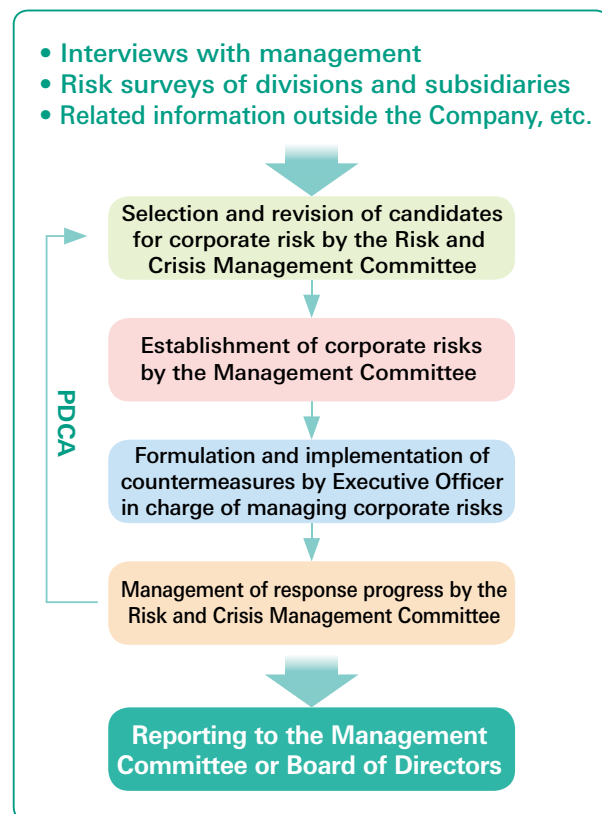 • Interviews with management
• Risk surveys of divisions and subsidiaries
• Related information outside the Company, etc.
Selection and revision of candidates
for corporate risk by the Risk and
Crisis Management Committee
Establishment of corporate risks
by the Management Committee
PDCA
Formulation and implementation of
countermeasures by Executive Officer
in charge of managing corporate risks
Management of response progress by the
Risk and Crisis Management Committee
Reporting to the Management
Committee or Board of Directors